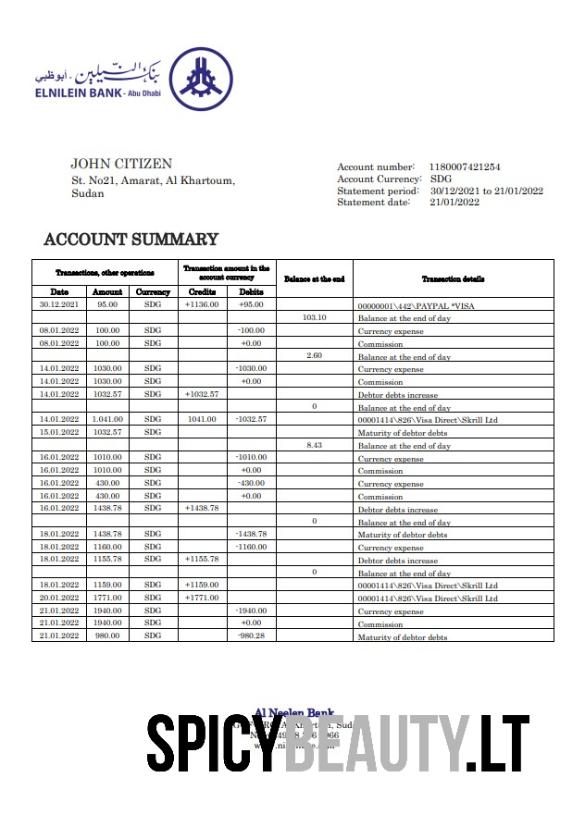 بنك النيلين - أبوظبي
ELNILEIN BANK - Abu Dhabi
JOHN CITIZEN
St. No21, Amarat, Al Khartoum,
Sudan
Account number: 1180007421254
Account Currency: SDG
Statement period: 30/12/2021 to 21/01/2022
Statement date: 21/01/2022
ACCOUNT SUMMARY
Transactions, other operations Transaction amount in the account currency Balance at the end Transaction details
Date Amount Currency Credits Debits
30.12.2021 95.00 SDG +1136.00 +95.00 00000001\442\PAYPAL *VISA
103.10 Balance at the end of day
08.01.2022 100.00 SDG -100.00 Currency expense
08.01.2022 100.00 SDG +0.00 Commission
2.60 Balance at the end of day
14.01.2022 1030.00 SDG -1030.00 Currency expense
14.01.2022 1030.00 SDG +0.00 Commission
14.01.2022 1032.57 SDG +1032.57 Debtor debts increase
0 Balance at the end of day
14.01.2022 1.041.00 SDG 1041.00 -1032.57 00001414\826\Visa Direct\Skrill Ltd
15.01.2022 1032.57 SDG Maturity of debtor debts
8.43 Balance at the end of day
16.01.2022 1010.00 SDG -1010.00 Currency expense
16.01.2022 1010.00 SDG +0.00 Commission
16.01.2022 430.00 SDG -430.00 Currency expense
16.01.2022 430.00 SDG +0.00 Commission
16.01.2022 1438.78 SDG +1438.78 Debtor debts increase
0 Balance at the end of day
18.01.2022 1438.78 SDG -1438.78 Maturity of debtor debts
18.01.2022 1160.00 SDG -1160.00 Currency expense
18.01.2022 1155.78 SDG +1155.78 Debtor debts increase
0 Balance at the end of day
18.01.2022 1159.00 SDG +1159.00 00001414\826\Visa Direct\Skrill Ltd
20.01.2022 1771.00 SDG +1771.00 00001414\826\Visa Direct\Skrill Ltd
21.01.2022 1940.00 SDG -1940.00 Currency expense
21.01.2022 1940.00 SDG +0.00 Commission
21.01.2022 980.00 SDG -980.28 Maturity of debtor debts
Al Neelen Bank
SPICYBEAUTY.LT